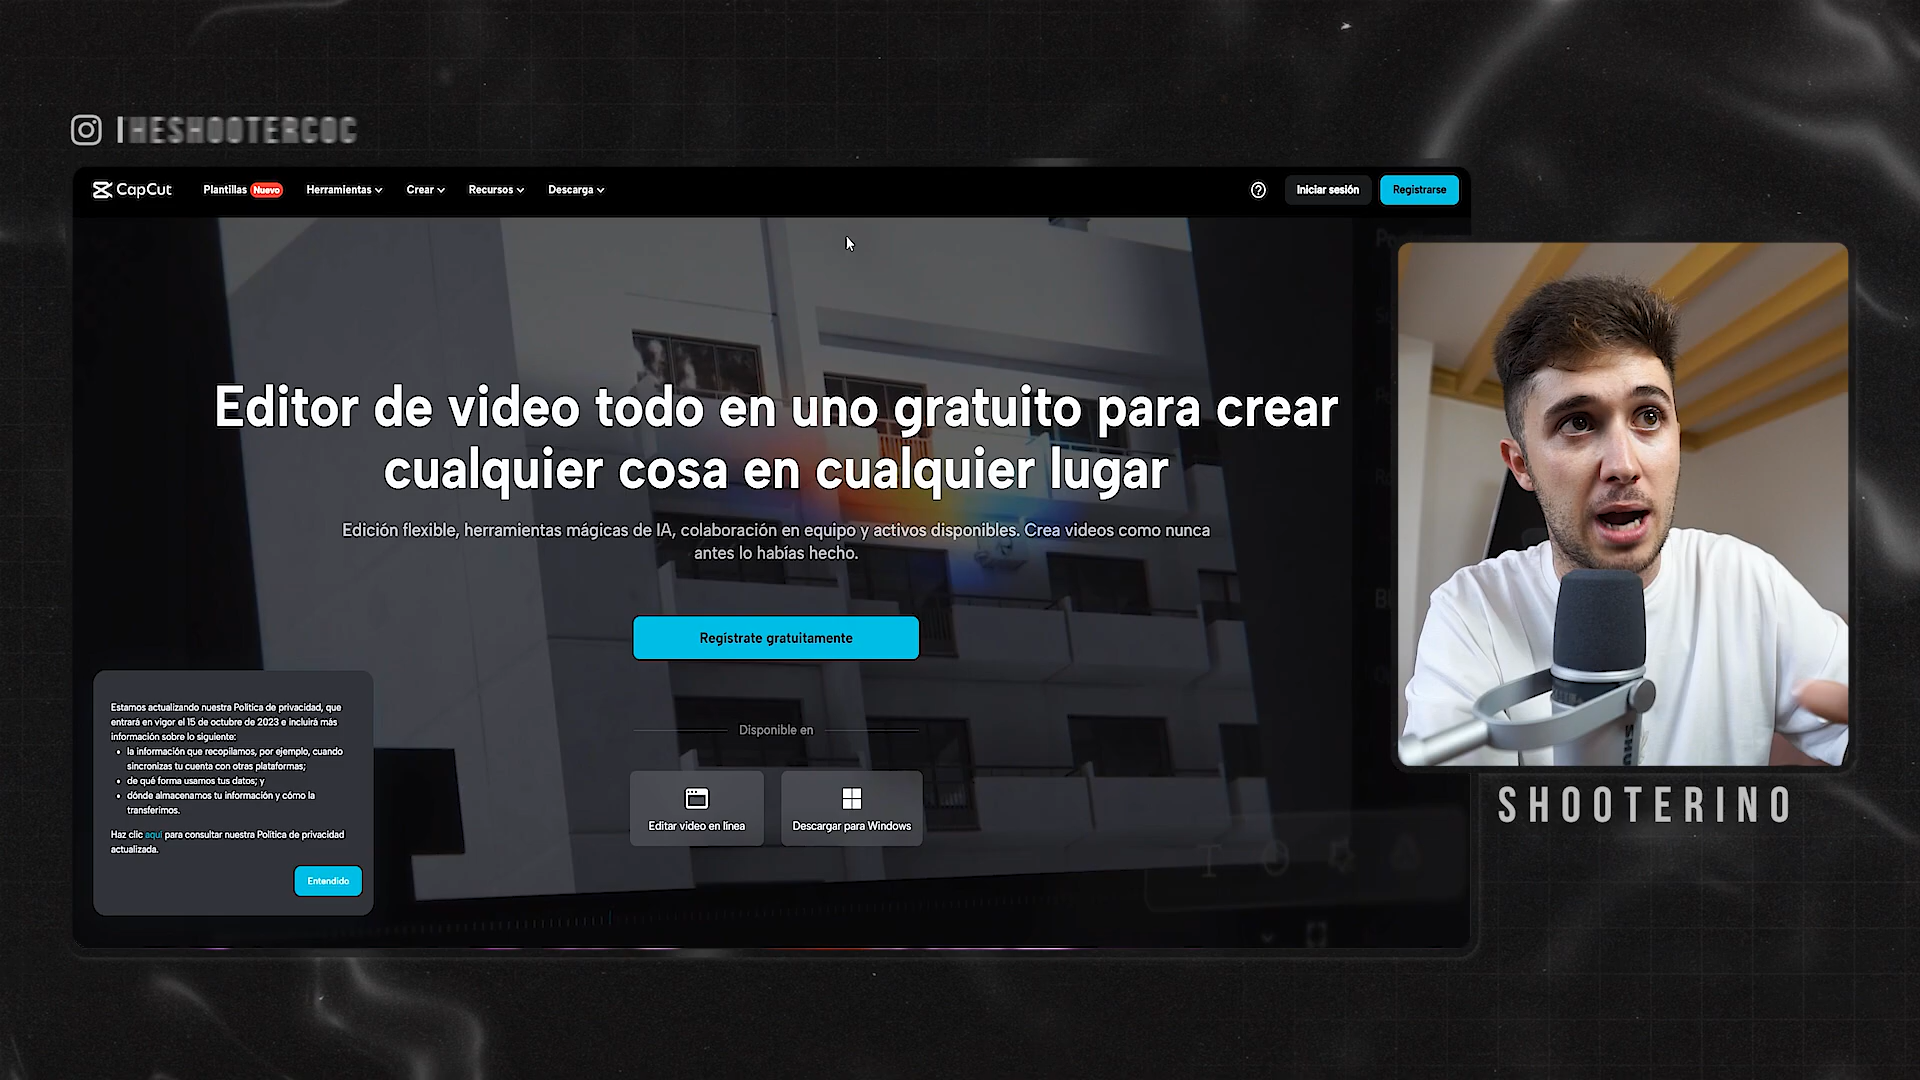 HESHOOTERCOC
CapCut
Plantillas Nuevo
Herramientas
Crear
Recursos
Descarga
Iniciar sesión
Registrarse
Editor de video todo en uno gratuito para crear
cualquier cosa en cualquier lugar
Edición flexible, herramientas mágicas de IA, colaboración en equipo y activos disponibles. Crea videos como nunca
antes lo habías hecho.
Regístrate gratuitamente
Disponible en
Editar video en línea
Descargar para Windows
Estamos actualizando nuestra Política de privacidad, que
entrará en vigor el 15 de octubre de 2023 e incluirá más
información sobre lo siguiente:
la información que recopilamos, por ejemplo, cuando
sincronizas tu cuenta con otras plataformas;
de qué forma usamos tus datos; y
dónde almacenamos tu información y cómo la
transferimos.
Haz clic aquí para consultar nuestra Política de privacidad
actualizada.
Entendido
SHOOTERINO